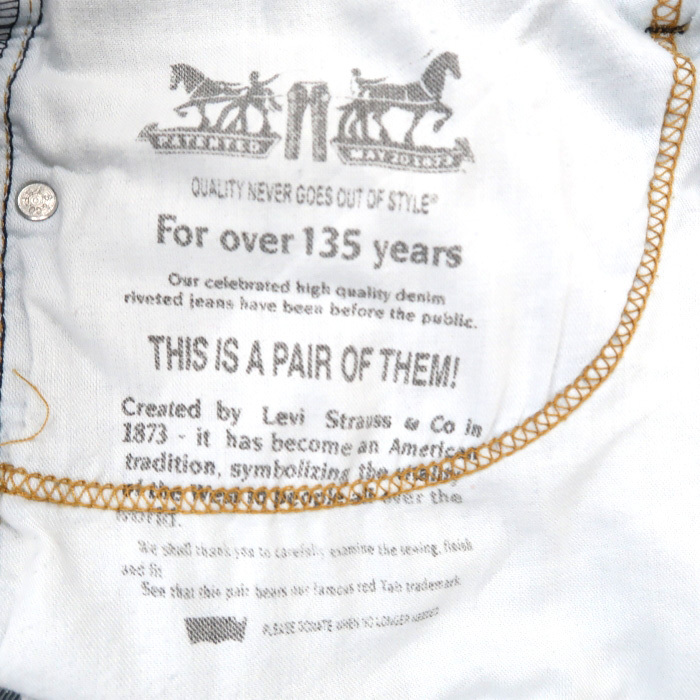 PATENTED MAY 20 1873
QUALITY NEVER GOES OUT OF STYLE®
For over 135 years
Our celebrated high quality denim
riveted jeans have been before the public.
THIS IS A PAIR OF THEM!
Created by Levi Strauss & Co in
1873 - it has become an American
tradition, symbolizing the vitality
of the West to people all over the
world.
We shall thank you to carefully examine the sewing, finish
and fit
See that this pair bears our famous red Tab trademark
PLEASE DONATE WHEN NO LONGER NEEDED